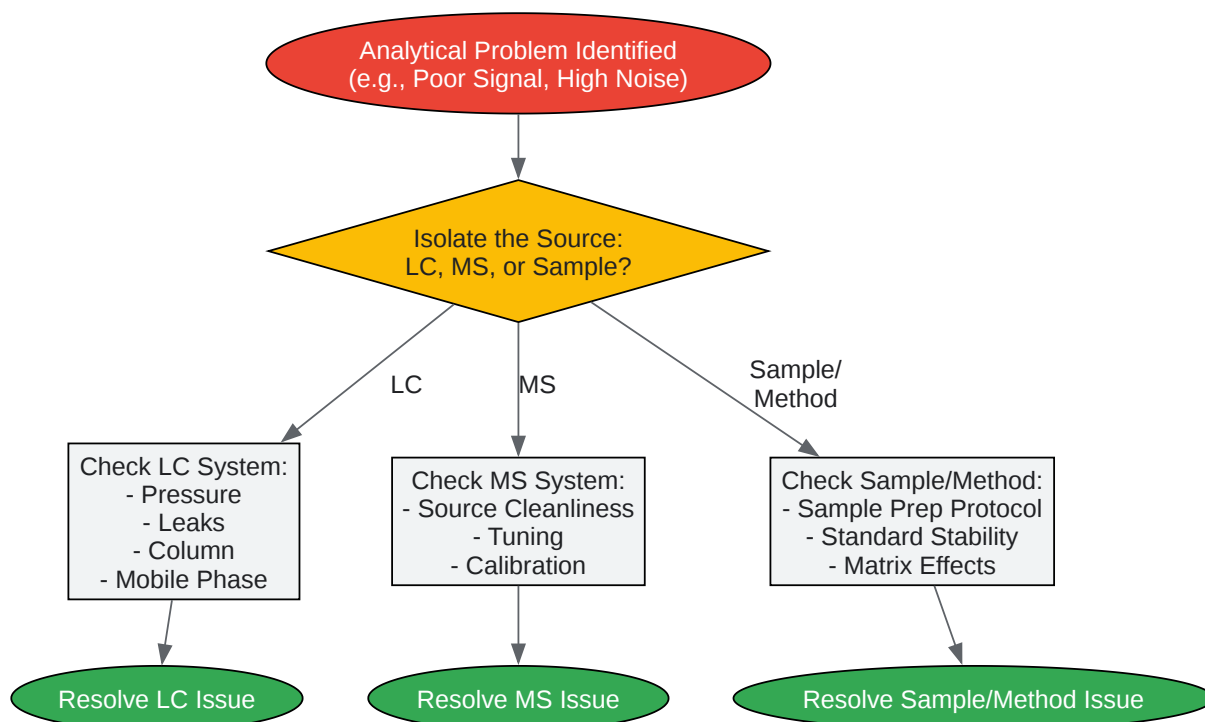 Analytical Problem Identified
(e.g., Poor Signal, High Noise)
Isolate the Source:
LC, MS, or Sample?
LC
MS
Sample/
Method
Check LC System:
- Pressure
- Leaks
- Column
- Mobile Phase
Check MS System:
- Source Cleanliness
- Tuning
- Calibration
Check Sample/Method:
- Sample Prep Protocol
- Standard Stability
- Matrix Effects
Resolve LC Issue
Resolve MS Issue
Resolve Sample/Method Issue